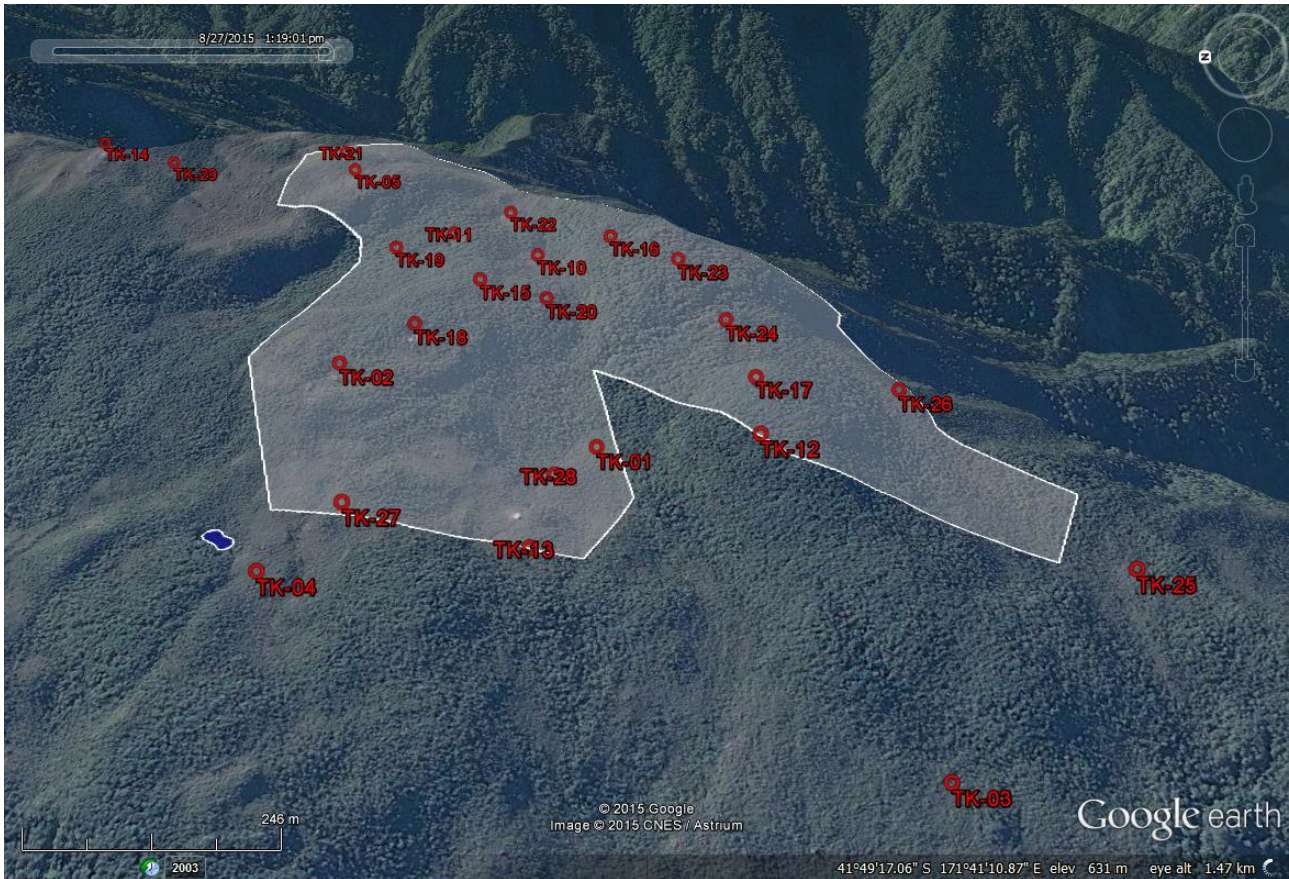 8/27/2015 1:19:01 pm
N
TK-14
TK-29
TK-21
TK-05
TK-22
TK-11
TK-16
TK-19
TK-10
TK-23
TK-15
TK-20
TK-24
TK-18
TK-02
TK-17
TK-26
TK-12
TK-01
TK-28
TK-27
TK-13
TK-04
TK-25
TK-03
246 m
© 2015 Google
Image © 2015 CNES / Astrium
Google earth
2003
41°49'17.06" S 171°41'10.87" E elev 631 m eye alt 1.47 km